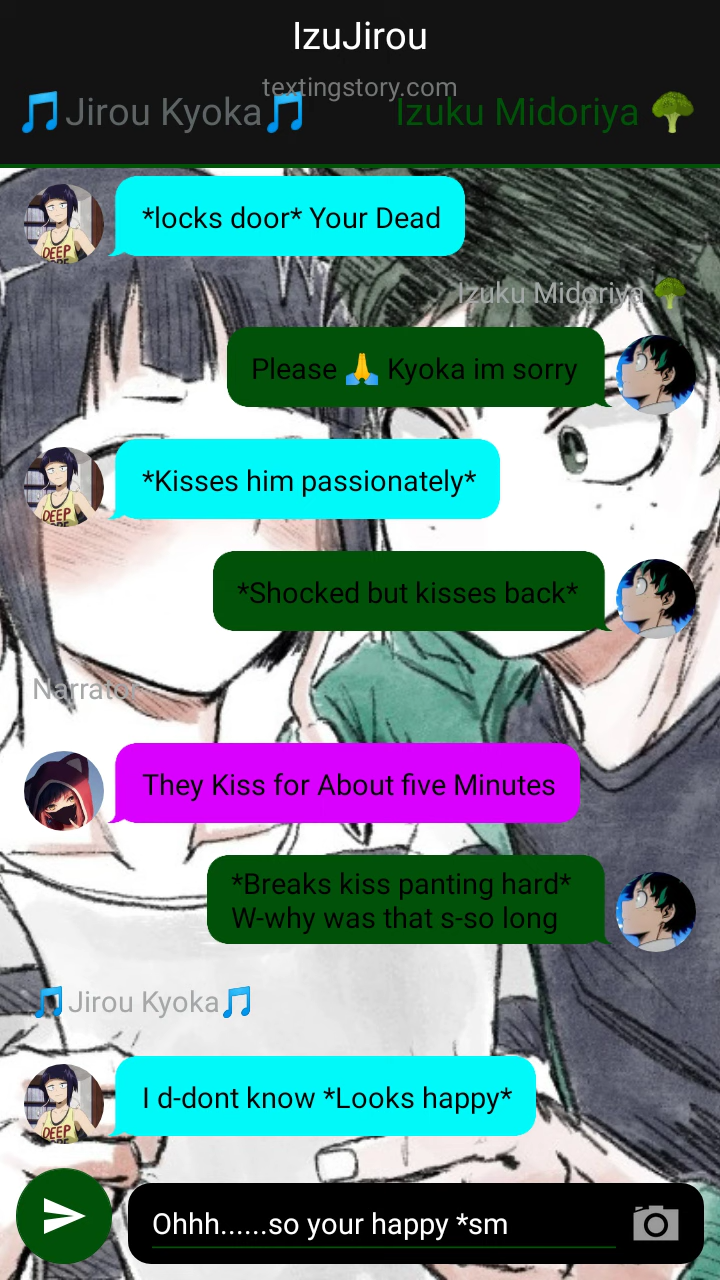 IzuJirou
textingstory.com
🎵Jirou Kyoka🎵 Izuku Midoriya 🥦
*locks door* Your Dead
Izuku Midoriya 🥦
Please 🙏 Kyoka im sorry
*Kisses him passionately*
*Shocked but kisses back*
Narrator
They Kiss for About five Minutes
*Breaks kiss panting hard*
W-why was that s-so long
🎵Jirou Kyoka🎵
I d-dont know *Looks happy*
Ohhh......so your happy *sm